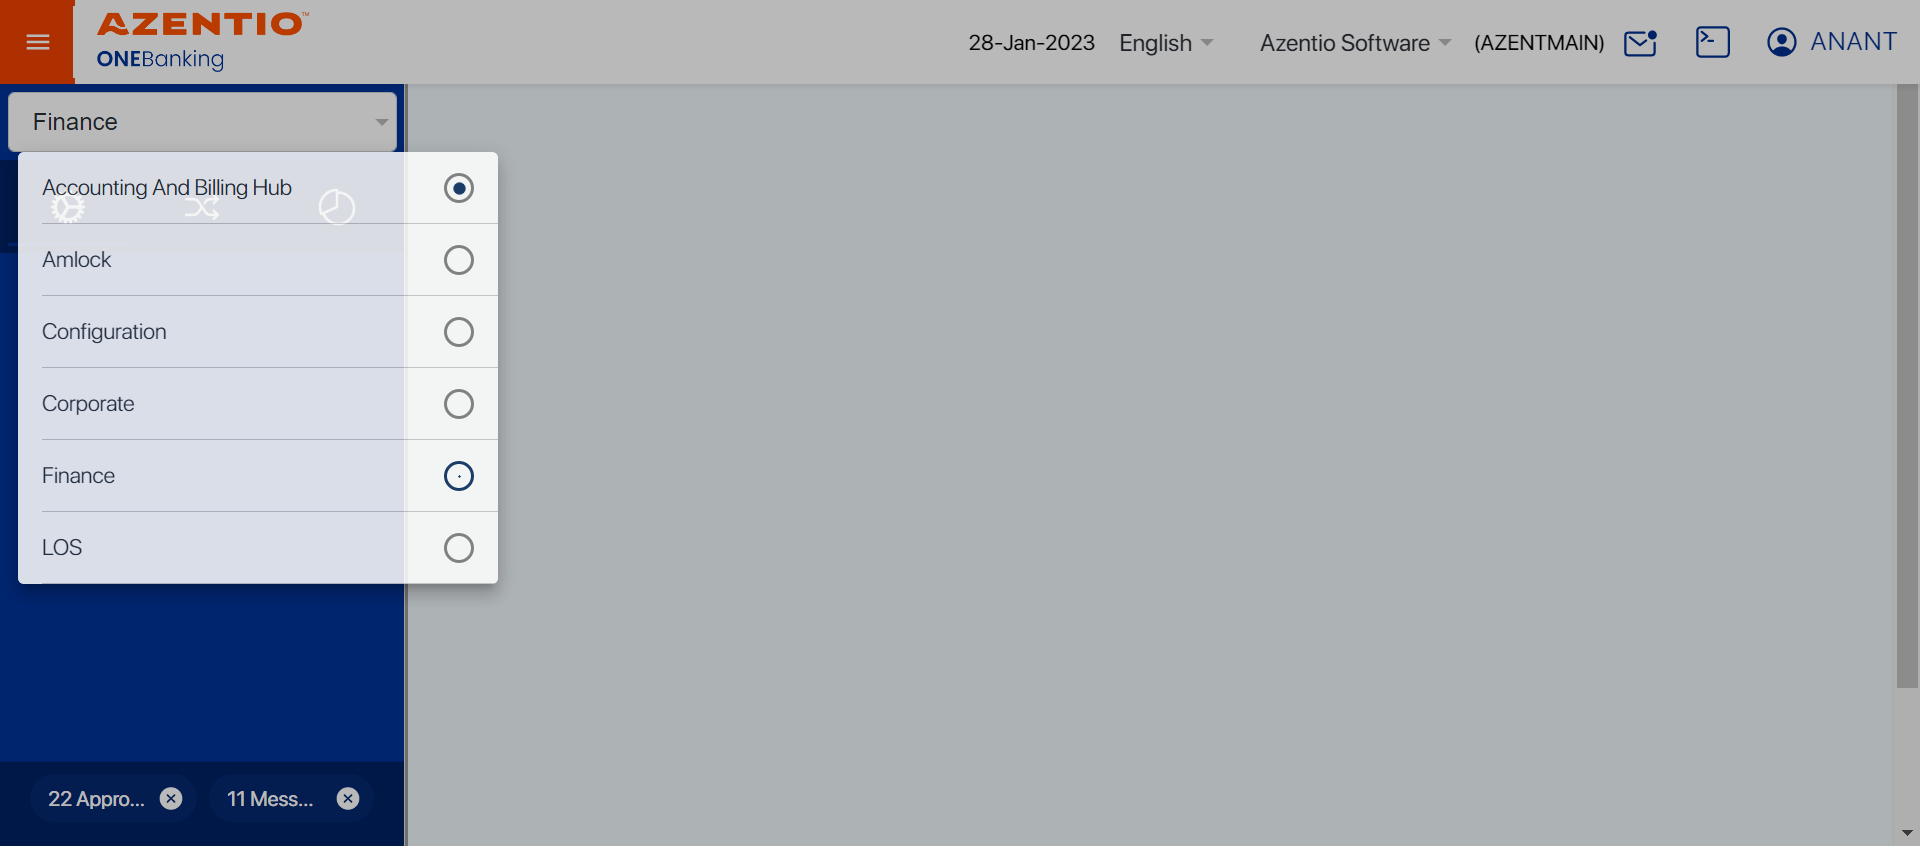 AZENTIO™
ONEBanking
28-Jan-2023
English
Azentio Software
(AZENTMAIN)
ANANT
Finance
Accounting And Billing Hub
Amlock
Configuration
Corporate
Finance
LOS
22 Appro...
11 Mess...